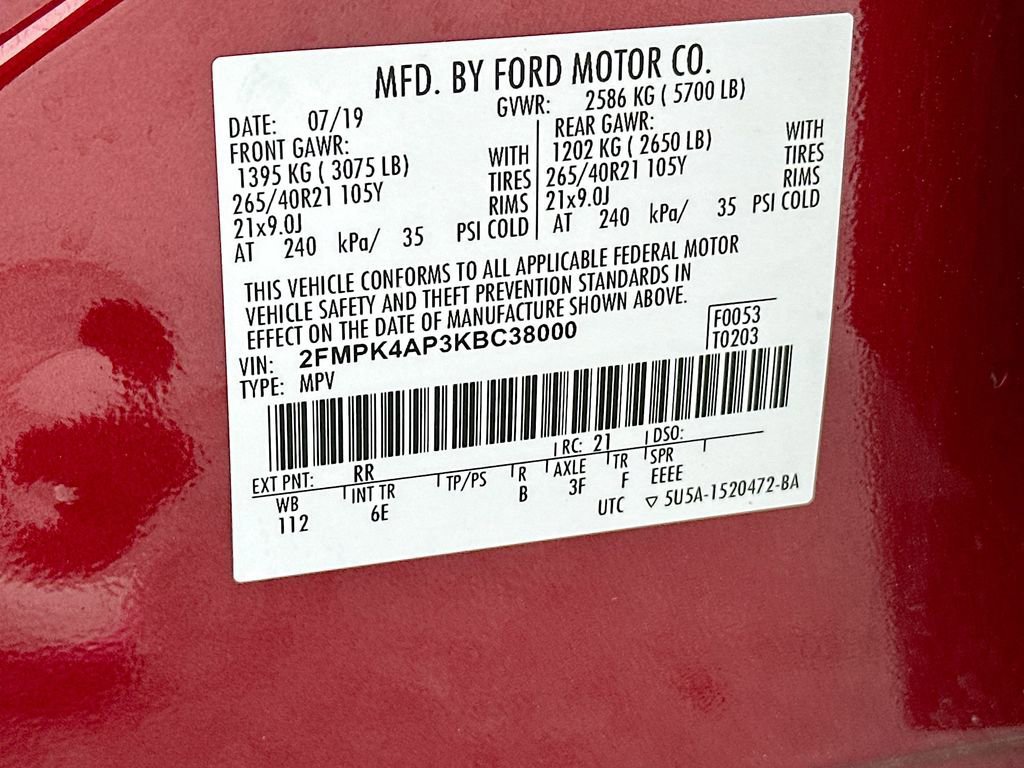 MFD. BY FORD MOTOR CO.
DATE: 07/19 GVWR: 2586 KG ( 5700 LB)
FRONT GAWR: REAR GAWR:
1395 KG ( 3075 LB) WITH 1202 KG ( 2650 LB) WITH
265/40R21 105Y TIRES 265/40R21 105Y TIRES
21x9.0J RIMS 21x9.0J RIMS
AT 240 kPa/ 35 PSI COLD AT 240 kPa/ 35 PSI COLD
THIS VEHICLE CONFORMS TO ALL APPLICABLE FEDERAL MOTOR
VEHICLE SAFETY AND THEFT PREVENTION STANDARDS IN
EFFECT ON THE DATE OF MANUFACTURE SHOWN ABOVE.
VIN: 2FMPK4AP3KBC38000 F0053
TYPE: MPV T0203
EXT PNT: RR RC: 21 DSO:
WB INT TR TP/PS R AXLE TR SPR
112 6E B 3F F EEEE
UTC ▽ 5U5A-1520472-BA